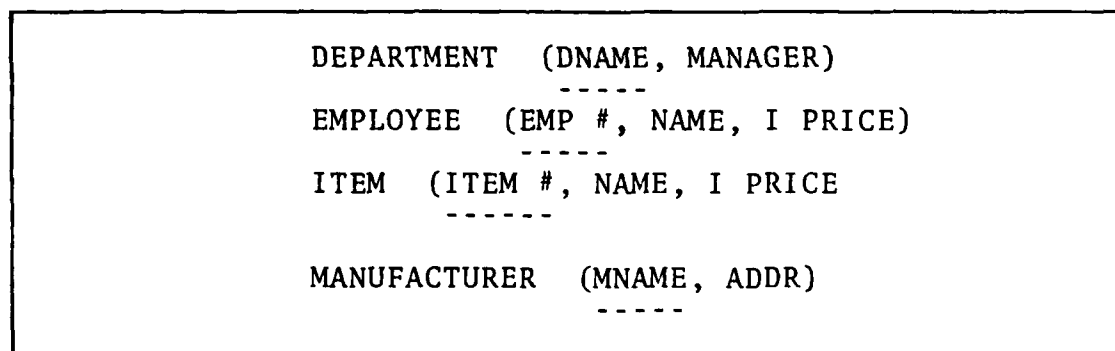 DEPARTMENT (DNAME, MANAGER)
-----
EMPLOYEE (EMP #, NAME, I PRICE)
-----
ITEM (ITEM #, NAME, I PRICE
------
MANUFACTURER (MNAME, ADDR)
-----